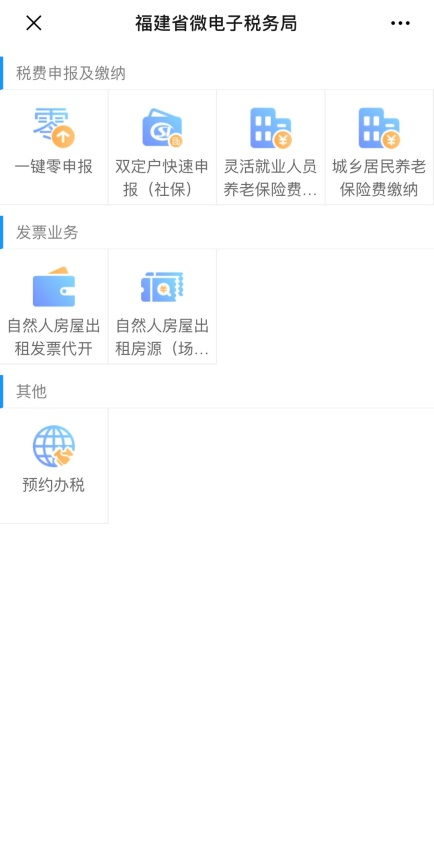 福建省微电子税务局
税费申报及缴纳
零
一键零申报
双定户快速申
报（社保）
灵活就业人员
养老保险费...
城乡居民养老
保险费缴纳
发票业务
自然人房屋出
租发票代开
自然人房屋出
租房源（场...
其他
预约办税